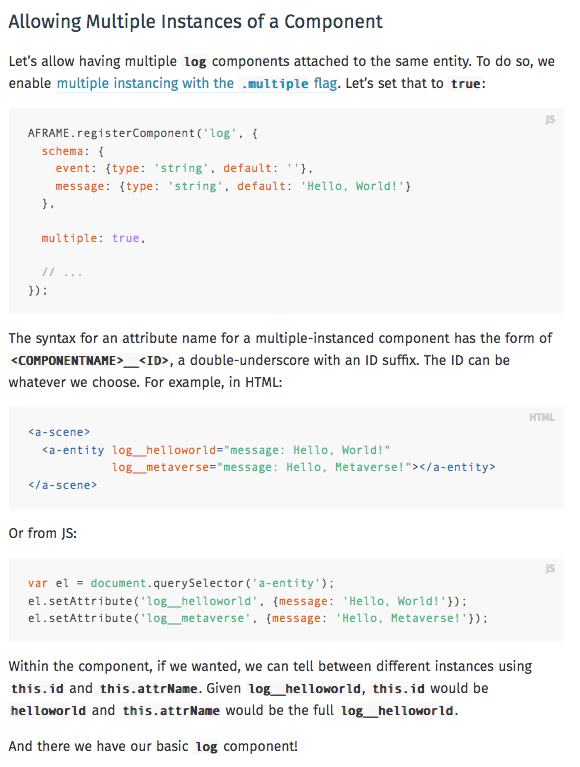 Allowing Multiple Instances of a Component
Let’s allow having multiple log components attached to the same entity. To do so, we
enable multiple instancing with the .multiple flag. Let’s set that to true:
JS
AFRAME.registerComponent('log', {
  schema: {
    event: {type: 'string', default: ''},
    message: {type: 'string', default: 'Hello, World!'}
  },

  multiple: true,

  // ...
});
The syntax for an attribute name for a multiple-instanced component has the form of
<COMPONENTNAME>__<ID>, a double-underscore with an ID suffix. The ID can be
whatever we choose. For example, in HTML:
HTML
<a-scene>
  <a-entity log__helloworld="message: Hello, World!"
            log__metaverse="message: Hello, Metaverse!"></a-entity>
</a-scene>
Or from JS:
JS
var el = document.querySelector('a-entity');
el.setAttribute('log__helloworld', {message: 'Hello, World!'});
el.setAttribute('log__metaverse', {message: 'Hello, Metaverse!'});
Within the component, if we wanted, we can tell between different instances using
this.id and this.attrName. Given log__helloworld, this.id would be
helloworld and this.attrName would be the full log__helloworld.
And there we have our basic log component!